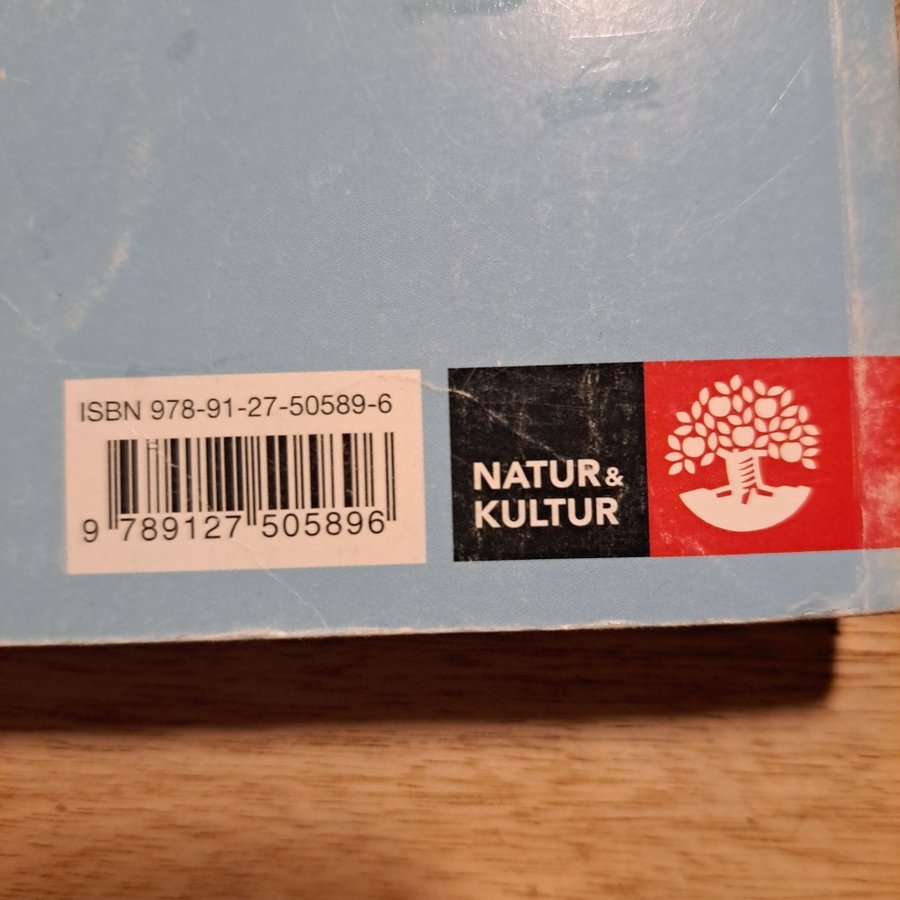 ISBN 978-91-27-50589-6
9 789127 505896
NATUR &
KULTUR